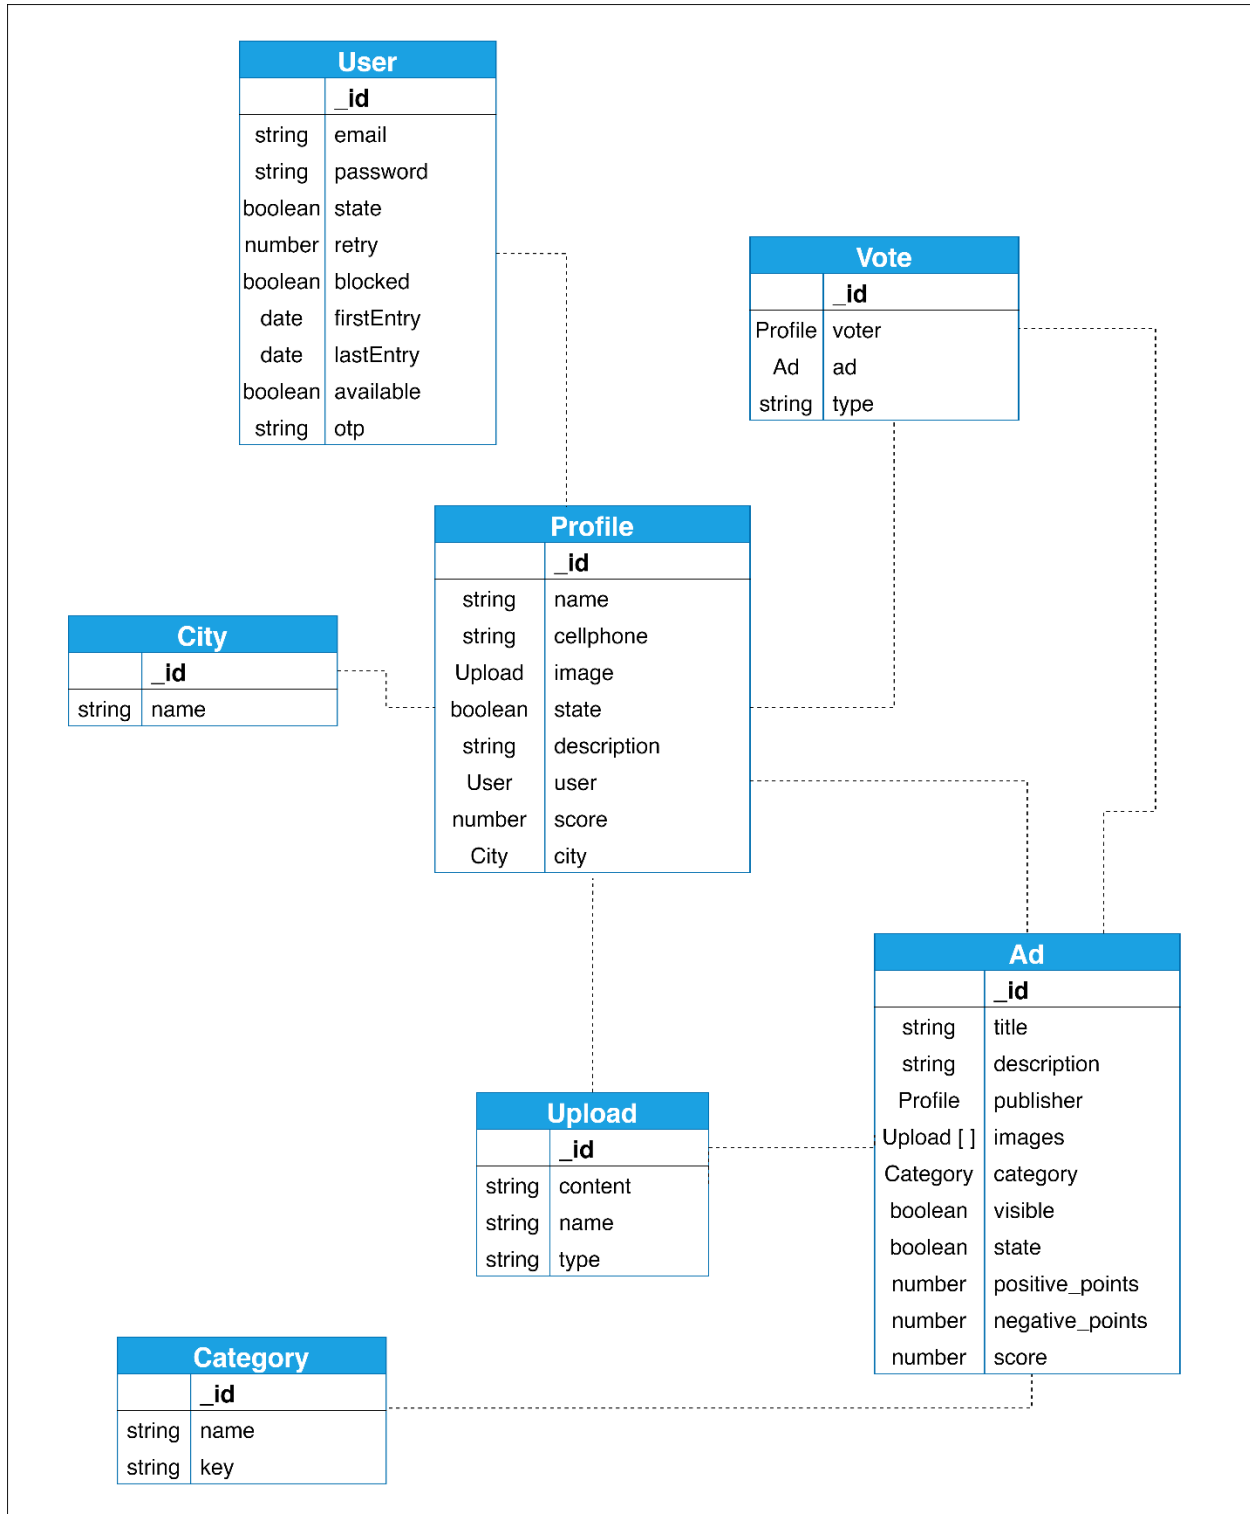 User
_id
string email
string password
boolean state
number retry
boolean blocked
date firstEntry
date lastEntry
boolean available
string otp
Vote
_id
Profile voter
Ad ad
string type
Profile
_id
string name
string cellphone
Upload image
boolean state
string description
User user
number score
City city
City
_id
string name
Ad
_id
string title
string description
Profile publisher
Upload [ ] images
Category category
boolean visible
boolean state
number positive_points
number negative_points
number score
Upload
_id
string content
string name
string type
Category
_id
string name
string key